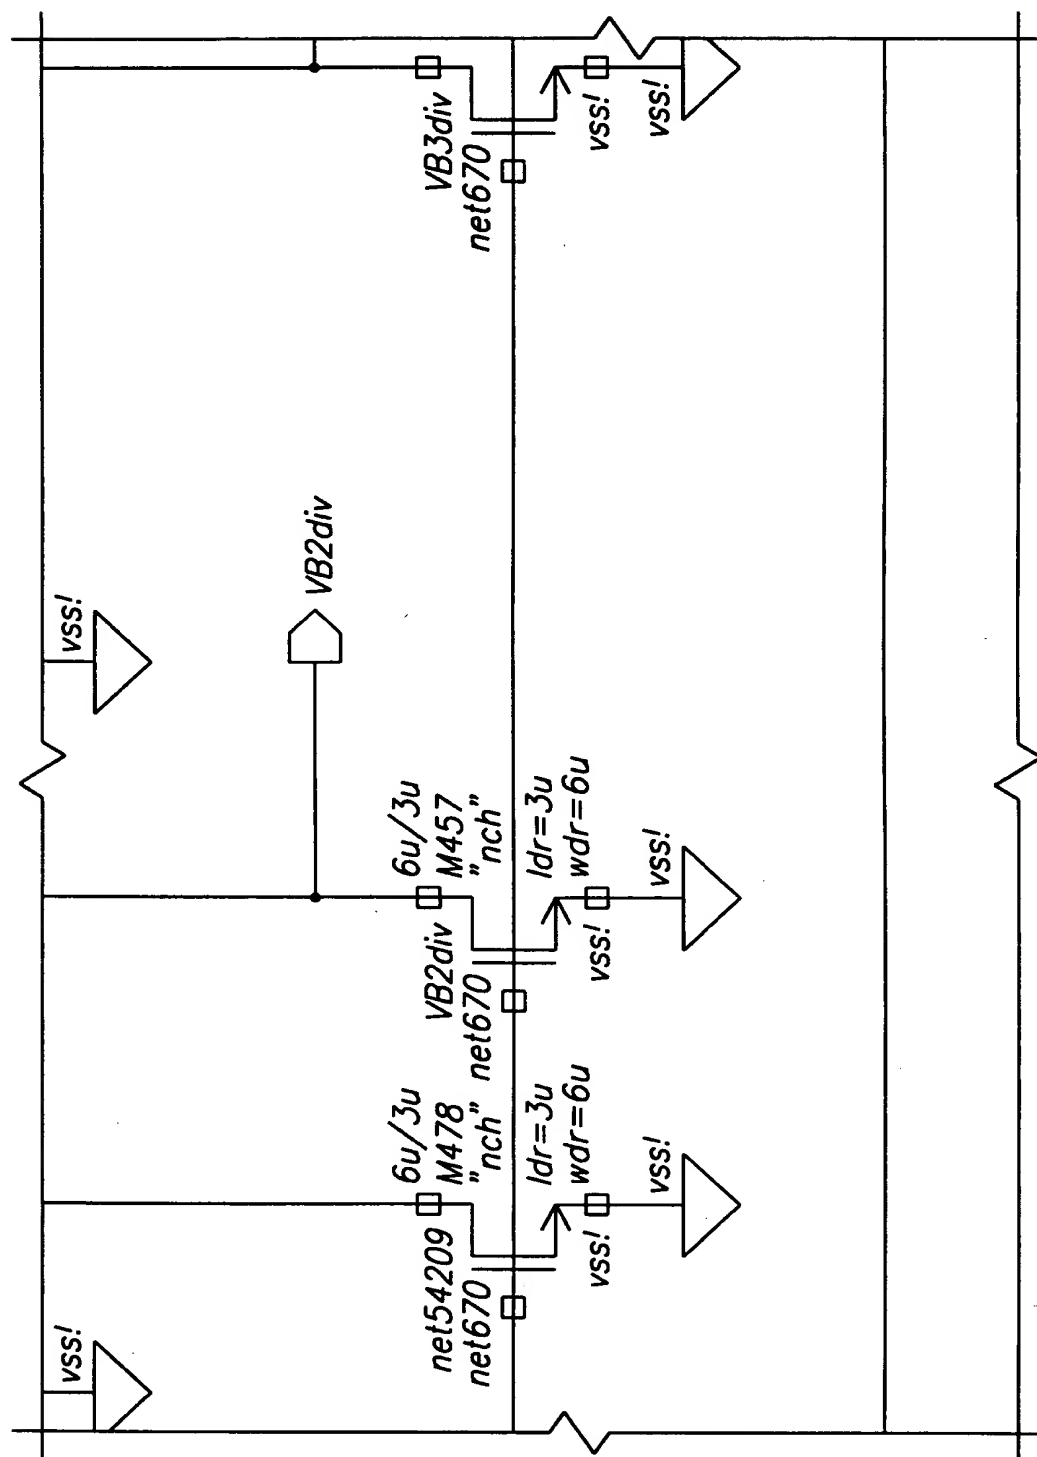 vss!
net54209
net670
6u/3u
M478
"nch"
ldr=3u
wdr=6u
vss!
vss!
VB2div
net670
6u/3u
M457
"nch"
ldr=3u
wdr=6u
vss!
vss!
VB2div
vss!
VB3div
net670
vss!
vss!